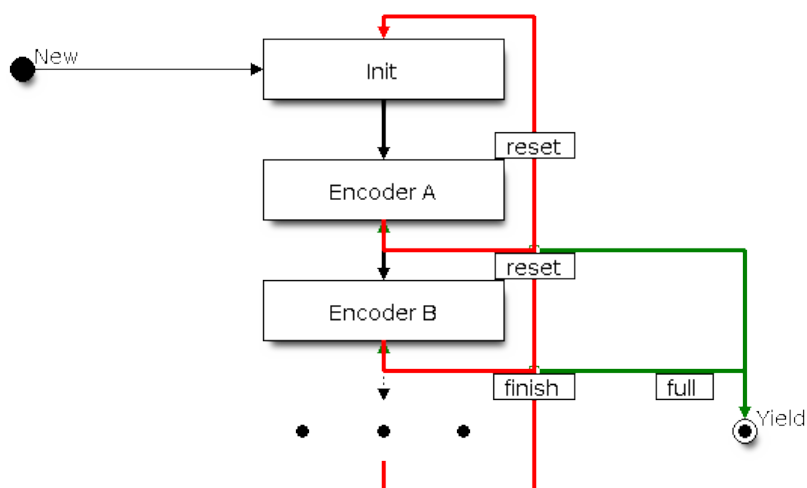 New
Init
reset
Encoder A
reset
Encoder B
finish
full
Yield